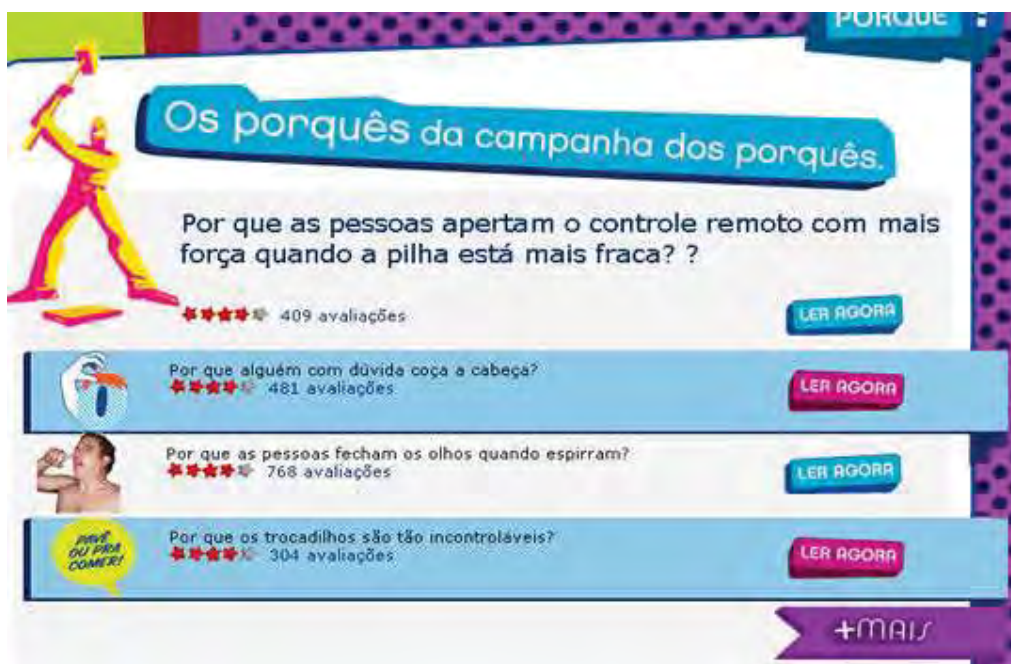 PORQUE
Os porquês da campanha dos porquês.
Por que as pessoas apertam o controle remoto com mais
força quando a pilha está mais fraca? ?
409 avaliações
LER AGORA
Por que alguém com dúvida coça a cabeça?
481 avaliações
LER AGORA
Por que as pessoas fecham os olhos quando espirram?
768 avaliações
LER AGORA
PAVÊ
OU PRA
COMER!
Por que os trocadilhos são tão incontroláveis?
304 avaliações
LER AGORA
+MAIS